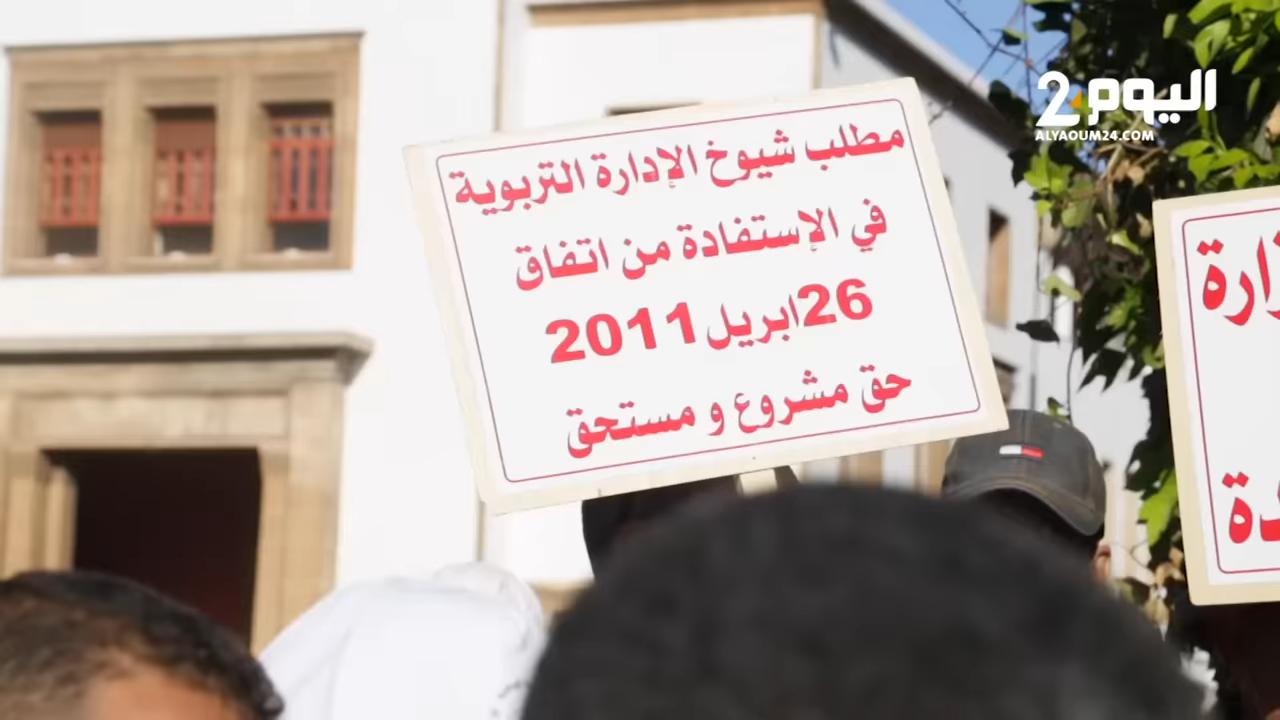 اليوم 24
ALYAOUM24.COM
مطلب شيوخ الإدارة التربوية
في الإستفادة من اتفاق
26ابريل 2011
حق مشروع و مستحق